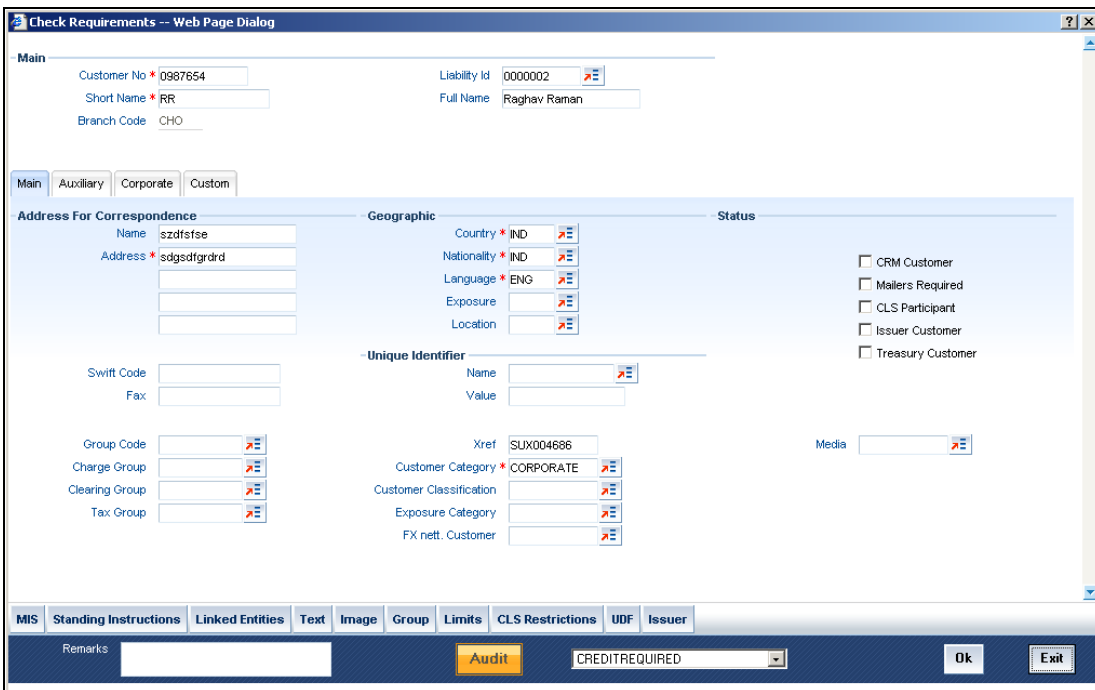 Check Requirements -- Web Page Dialog
Main
Customer No * 0987654 Liability Id 0000002
Short Name * RR Full Name Raghav Raman
Branch Code CHO
Main Auxiliary Corporate Custom
Address For Correspondence Geographic Status
Name szdfsfse Country * IND
Address * sdgsdfgrdrd Nationality * IND CRM Customer
Language * ENG Mailers Required
Exposure CLS Participant
Location Issuer Customer
Unique Identifier Treasury Customer
Swift Code Name
Fax Value
Group Code Xref SUX004686 Media
Charge Group Customer Category * CORPORATE
Clearing Group Customer Classification
Tax Group Exposure Category
FX nett. Customer
MIS Standing Instructions Linked Entities Text Image Group Limits CLS Restrictions UDF Issuer
Remarks Audit CREDITREQUIRED Ok Exit